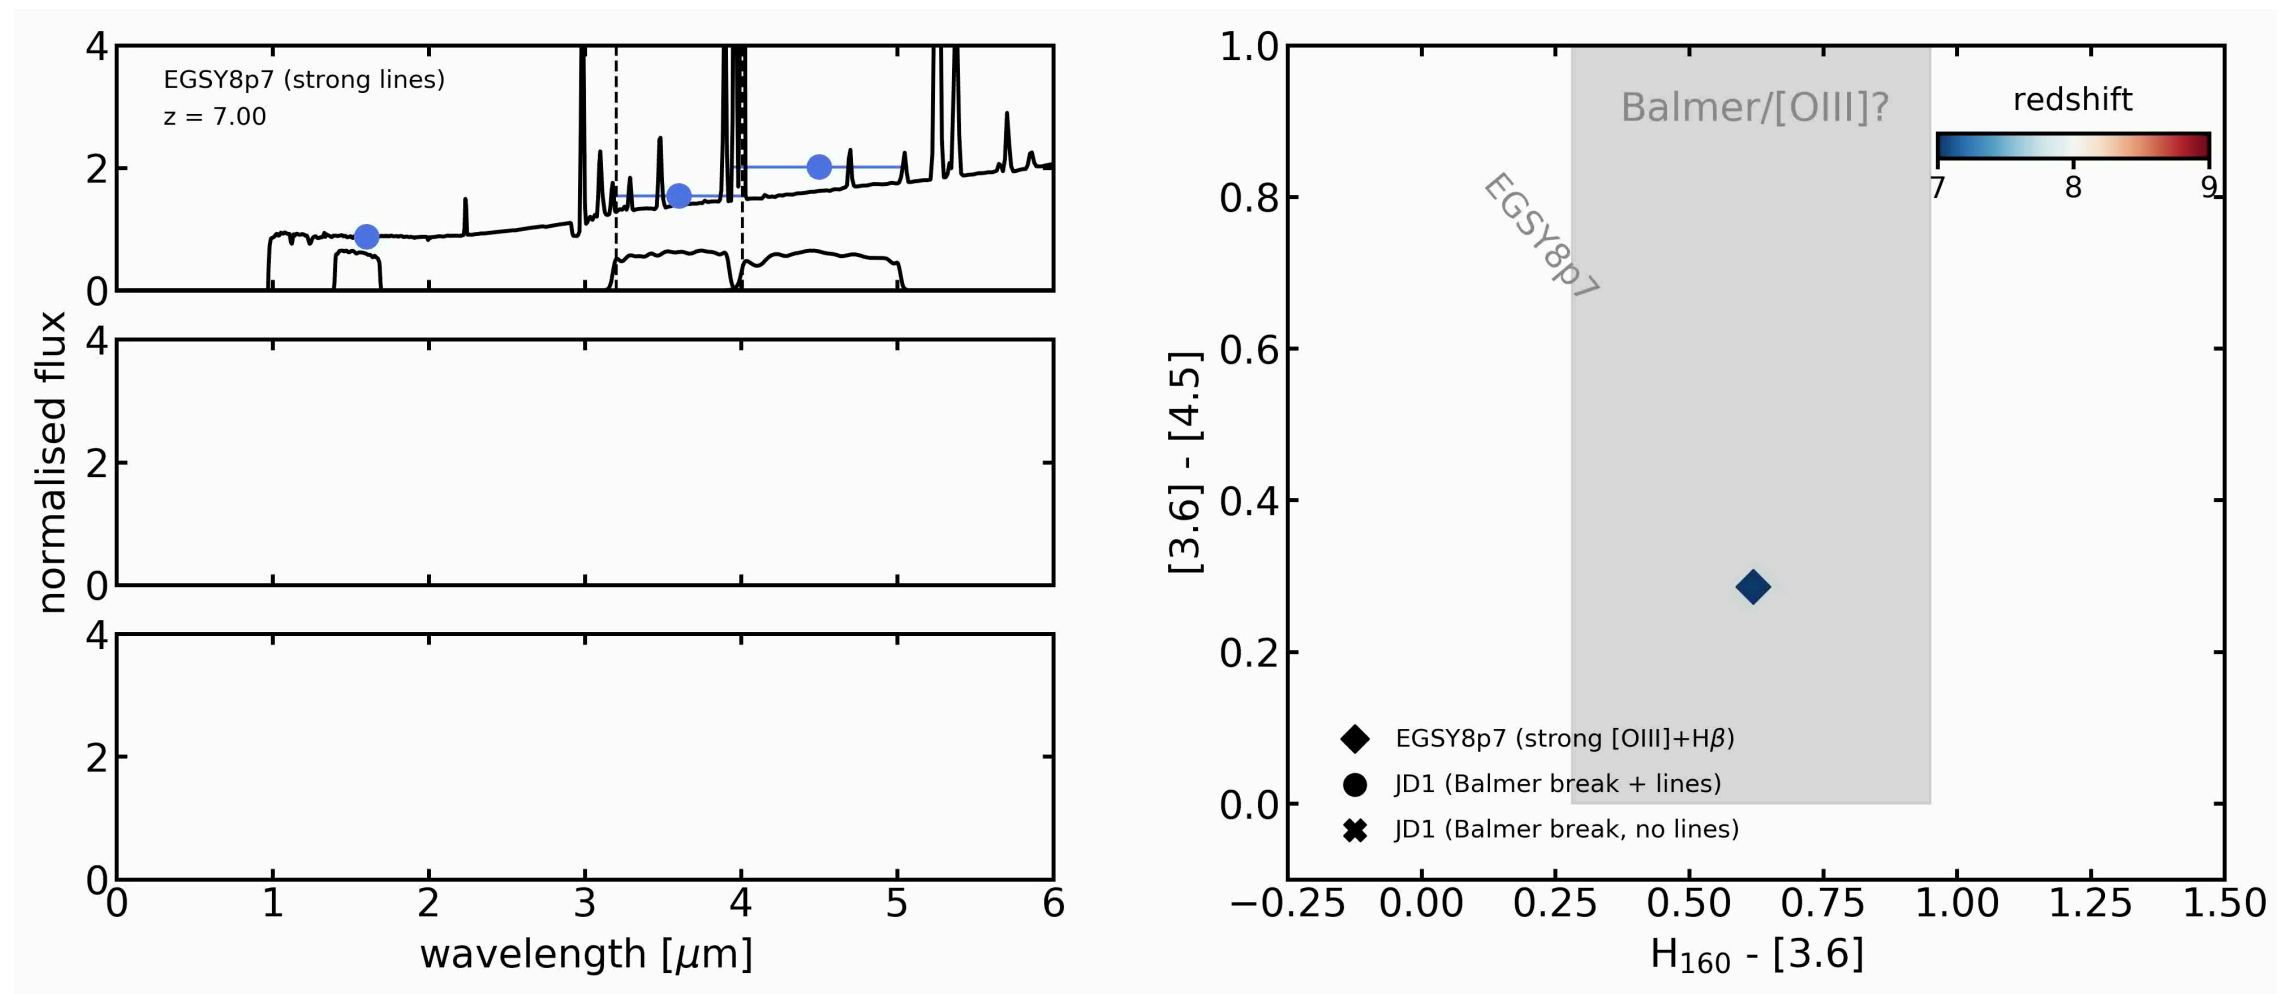 EGSY8p7 (strong lines)
z = 7.00
4
2
0
4
2
0
4
2
0
normalised flux
0 1 2 3 4 5 6
wavelength [μm]
1.0
0.8
0.6
0.4
0.2
0.0
[3.6] - [4.5]
Balmer/[OIII]?
EGSY8p7
redshift
7 8 9
EGSY8p7 (strong [OIII]+Hβ)
JD1 (Balmer break + lines)
JD1 (Balmer break, no lines)
−0.25 0.00 0.25 0.50 0.75 1.00 1.25 1.50
H160 - [3.6]